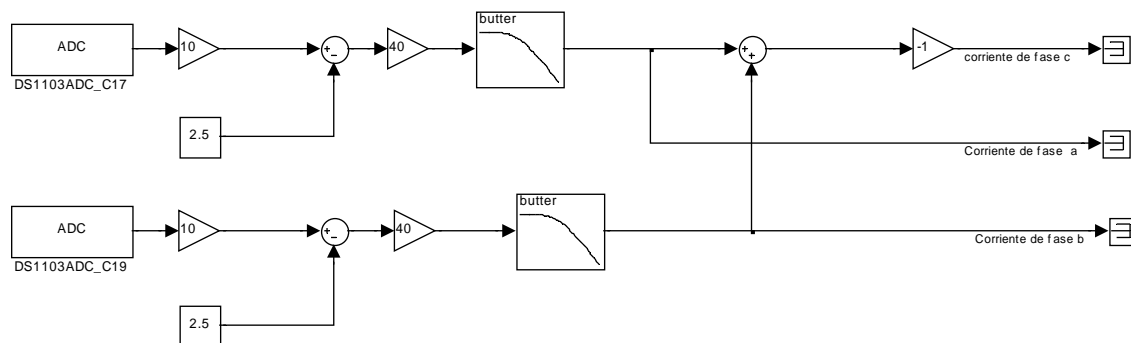 butter
ADC
10
+
−
40
+
+
-1
corriente de fase c
DS1103ADC_C17
2.5
Corriente de fase  a
butter
ADC
10
+
−
40
Corriente de fase b
DS1103ADC_C19
2.5